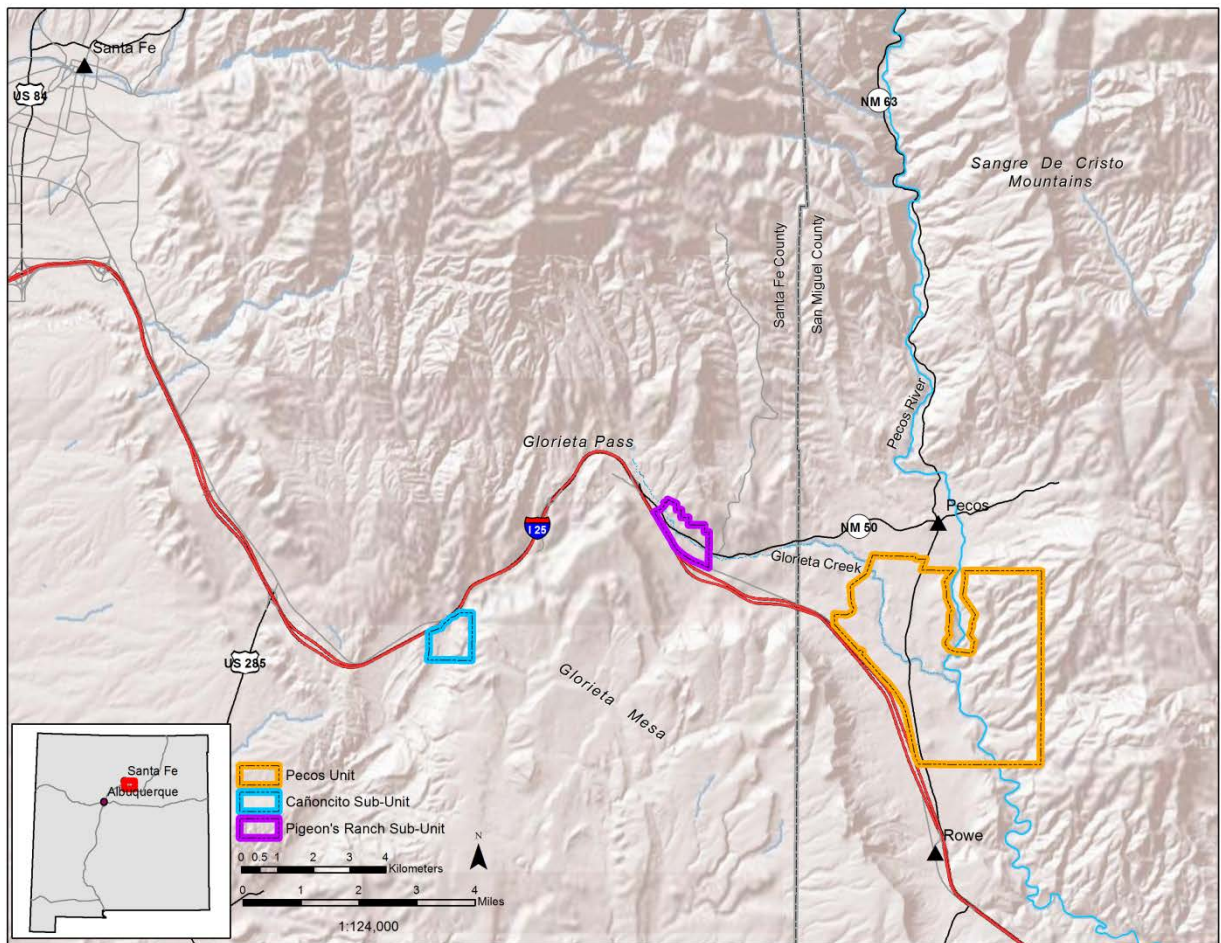 Santa Fe
US 84
NM 63
Sangre De Cristo
Mountains
Santa Fe County
San Miguel County
Pecos River
Glorieta Pass
I 25
Pecos
NM 50
Glorieta Creek
US 285
Glorieta Mesa
Santa Fe
Albuquerque
Pecos Unit
Cañoncito Sub-Unit
Pigeon's Ranch Sub-Unit
Rowe
N
0 0.5 1 2 3 4
Kilometers
0 1 2 3 4
Miles
1:124,000